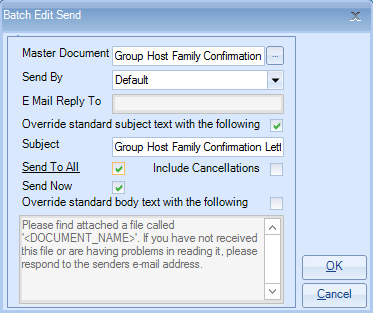 Batch Edit Send
Master Document Group Host Family Confirmation ...
Send By Default
E Mail Reply To
Override standard subject text with the following
Subject Group Host Family Confirmation Lett
Send To All Include Cancellations
Send Now
Override standard body text with the following
Please find attached a file called
'<DOCUMENT_NAME>'. If you have not received
this file or are having problems in reading it, please
respond to the senders e-mail address.
OK
Cancel